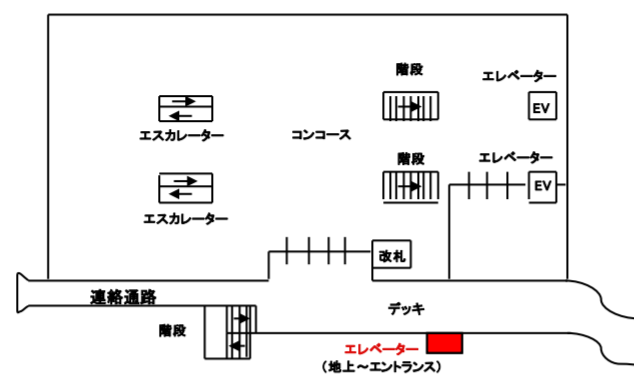 階段
エレベーター
EV
エスカレーター
コンコース
階段
エレベーター
EV
エスカレーター
改札
連絡通路
デッキ
階段
エレベーター
(地上~エントランス)